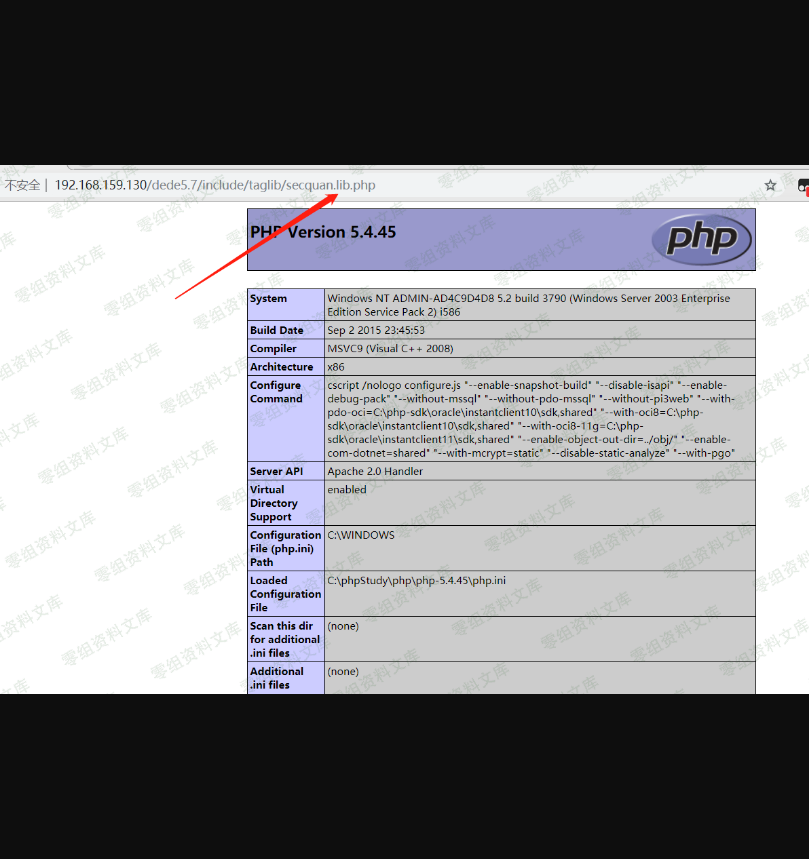 不安全 | 192.168.159.130/dede5.7/include/taglib/secquan.lib.php
PHP Version 5.4.45
php
System
Windows NT ADMIN-AD4C9D4D8 5.2 build 3790 (Windows Server 2003 Enterprise
Edition Service Pack 2) i586
Build Date
Sep 2 2015 23:45:53
Compiler
MSVC9 (Visual C++ 2008)
Architecture
x86
Configure
Command
cscript /nologo configure.js "--enable-snapshot-build" "--disable-isapi" "--enable-
debug-pack" "--without-mssql" "--without-pdo-mssql" "--without-pi3web" "--with-
pdo-oci=C:\php-sdk\oracle\instantclient10\sdk,shared" "--with-oci8=C:\php-
sdk\oracle\instantclient10\sdk,shared" "--with-oci8-11g=C:\php-
sdk\oracle\instantclient11\sdk,shared" "--enable-object-out-dir=../obj/" "--enable-
com-dotnet=shared" "--with-mcrypt=static" "--disable-static-analyze" "--with-pgo"
Server API
Apache 2.0 Handler
Virtual
Directory
Support
enabled
Configuration
File (php.ini)
Path
C:\WINDOWS
Loaded
Configuration
File
C:\phpStudy\php\php-5.4.45\php.ini
Scan this dir
for additional
.ini files
(none)
Additional
.ini files
(none)
零组资料文库